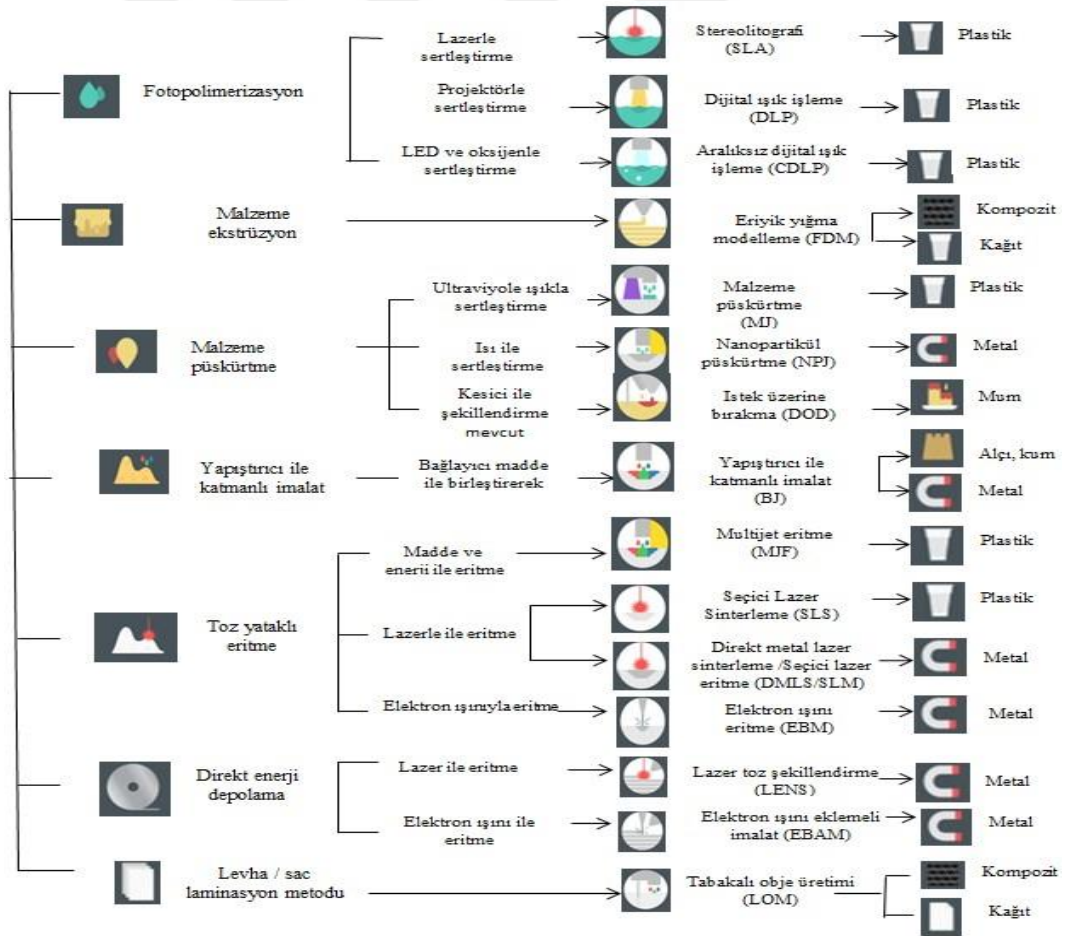 Fotopolimerizasyon
Lazerle
sertleştirme
Stereolitografi
(SLA)
Plastik
Projektörle
sertleştirme
Dijital ışık işleme
(DLP)
Plastik
LED ve oksijenle
sertleştirme
Aralıksız dijital ışık
işleme (CDLP)
Plastik
Malzeme
ekstrüzyon
Eriyik yığma
modelleme (FDM)
Kompozit
Kağıt
Malzeme
püskürtme
Ultraviyole ışıkla
sertleştirme
Malzeme
püskürtme
(MJ)
Plastik
Isı ile
sertleştirme
Nanopartikül
püskürtme (NPJ)
Metal
Kesici ile
şekillendirme
mevcut
Istek üzerine
bırakma (DOD)
Mum
Yapıştırıcı ile
katmanlı imalat
Bağlayıcı madde
ile birleştirerek
Yapıştırıcı ile
katmanlı imalat
(BJ)
Alçı, kum
Metal
Toz yataklı
eritme
Madde ve
enerji ile eritme
Multijet eritme
(MJF)
Plastik
Lazerle ile eritme
Seçici Lazer
Sinterleme (SLS)
Plastik
Direkt metal lazer
sinterleme /Seçici lazer
eritme (DMLS/SLM)
Metal
Elektron ışınıyla eritme
Elektron ışını
eritme (EBM)
Metal
Direkt enerji
depolama
Lazer ile eritme
Lazer toz şekillendirme
(LENS)
Metal
Elektron ışını ile
eritme
Elektron ışını eklemeli
imalat (EBAM)
Metal
Levha / sac
laminasyon metodu
Tabakalı obje üretimi
(LOM)
Kompozit
Kağıt